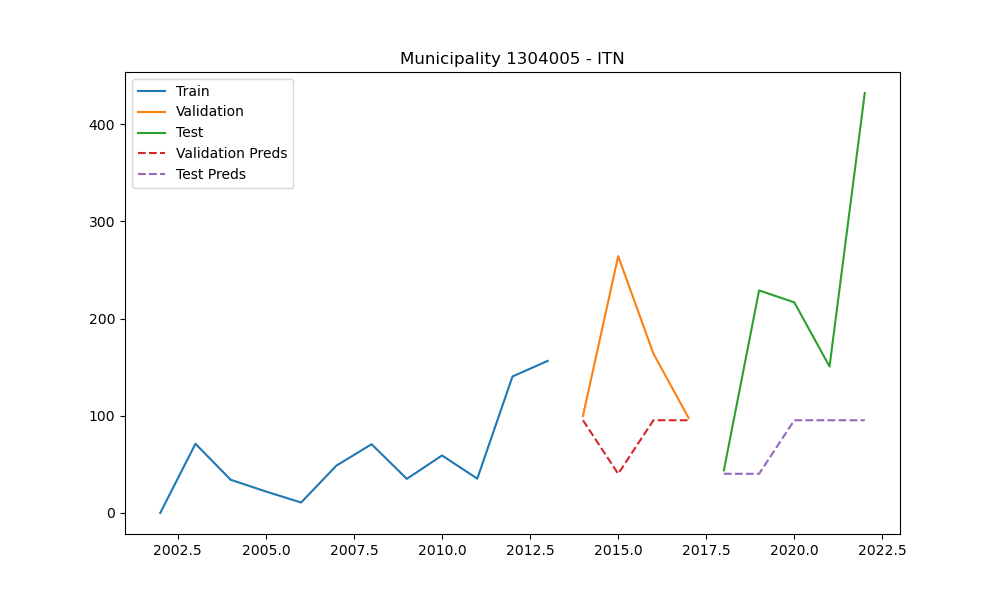 Municipality 1304005 - ITN
Train
Validation
Test
Validation Preds
Test Preds
400
300
200
100
0
2002.5 2005.0 2007.5 2010.0 2012.5 2015.0 2017.5 2020.0 2022.5